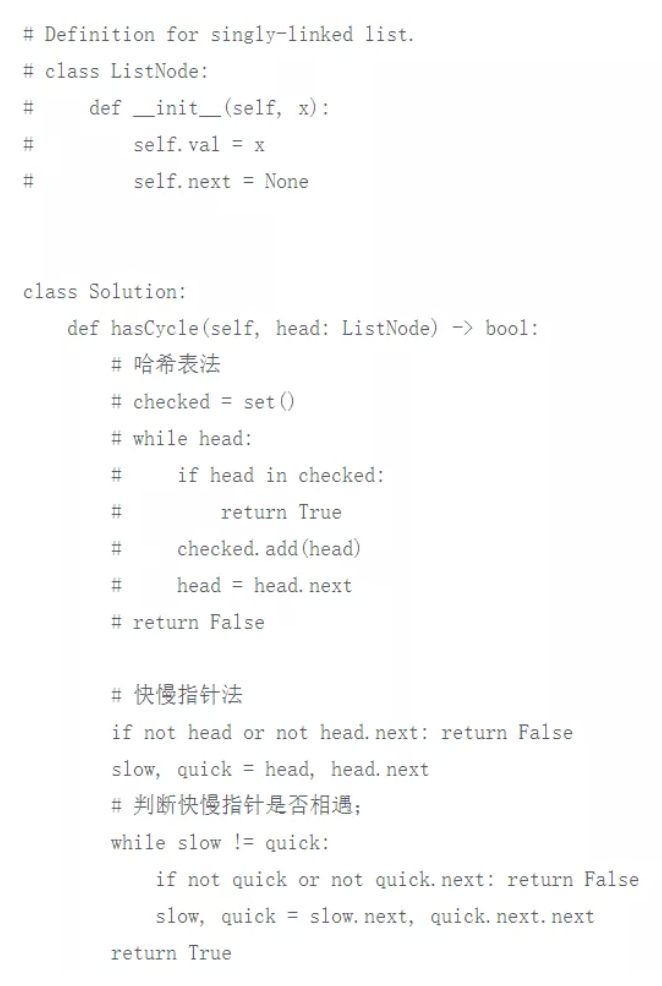 # Definition for singly-linked list.
# class ListNode:
#     def __init__(self, x):
#         self.val = x
#         self.next = None
class Solution:
    def hasCycle(self, head: ListNode) -> bool:
        # 哈希表法
        # checked = set()
        # while head:
        #     if head in checked:
        #         return True
        #     checked.add(head)
        #     head = head.next
        # return False
        # 快慢指针法
        if not head or not head.next: return False
        slow, quick = head, head.next
        # 判断快慢指针是否相遇;
        while slow != quick:
            if not quick or not quick.next: return False
            slow, quick = slow.next, quick.next.next
        return True